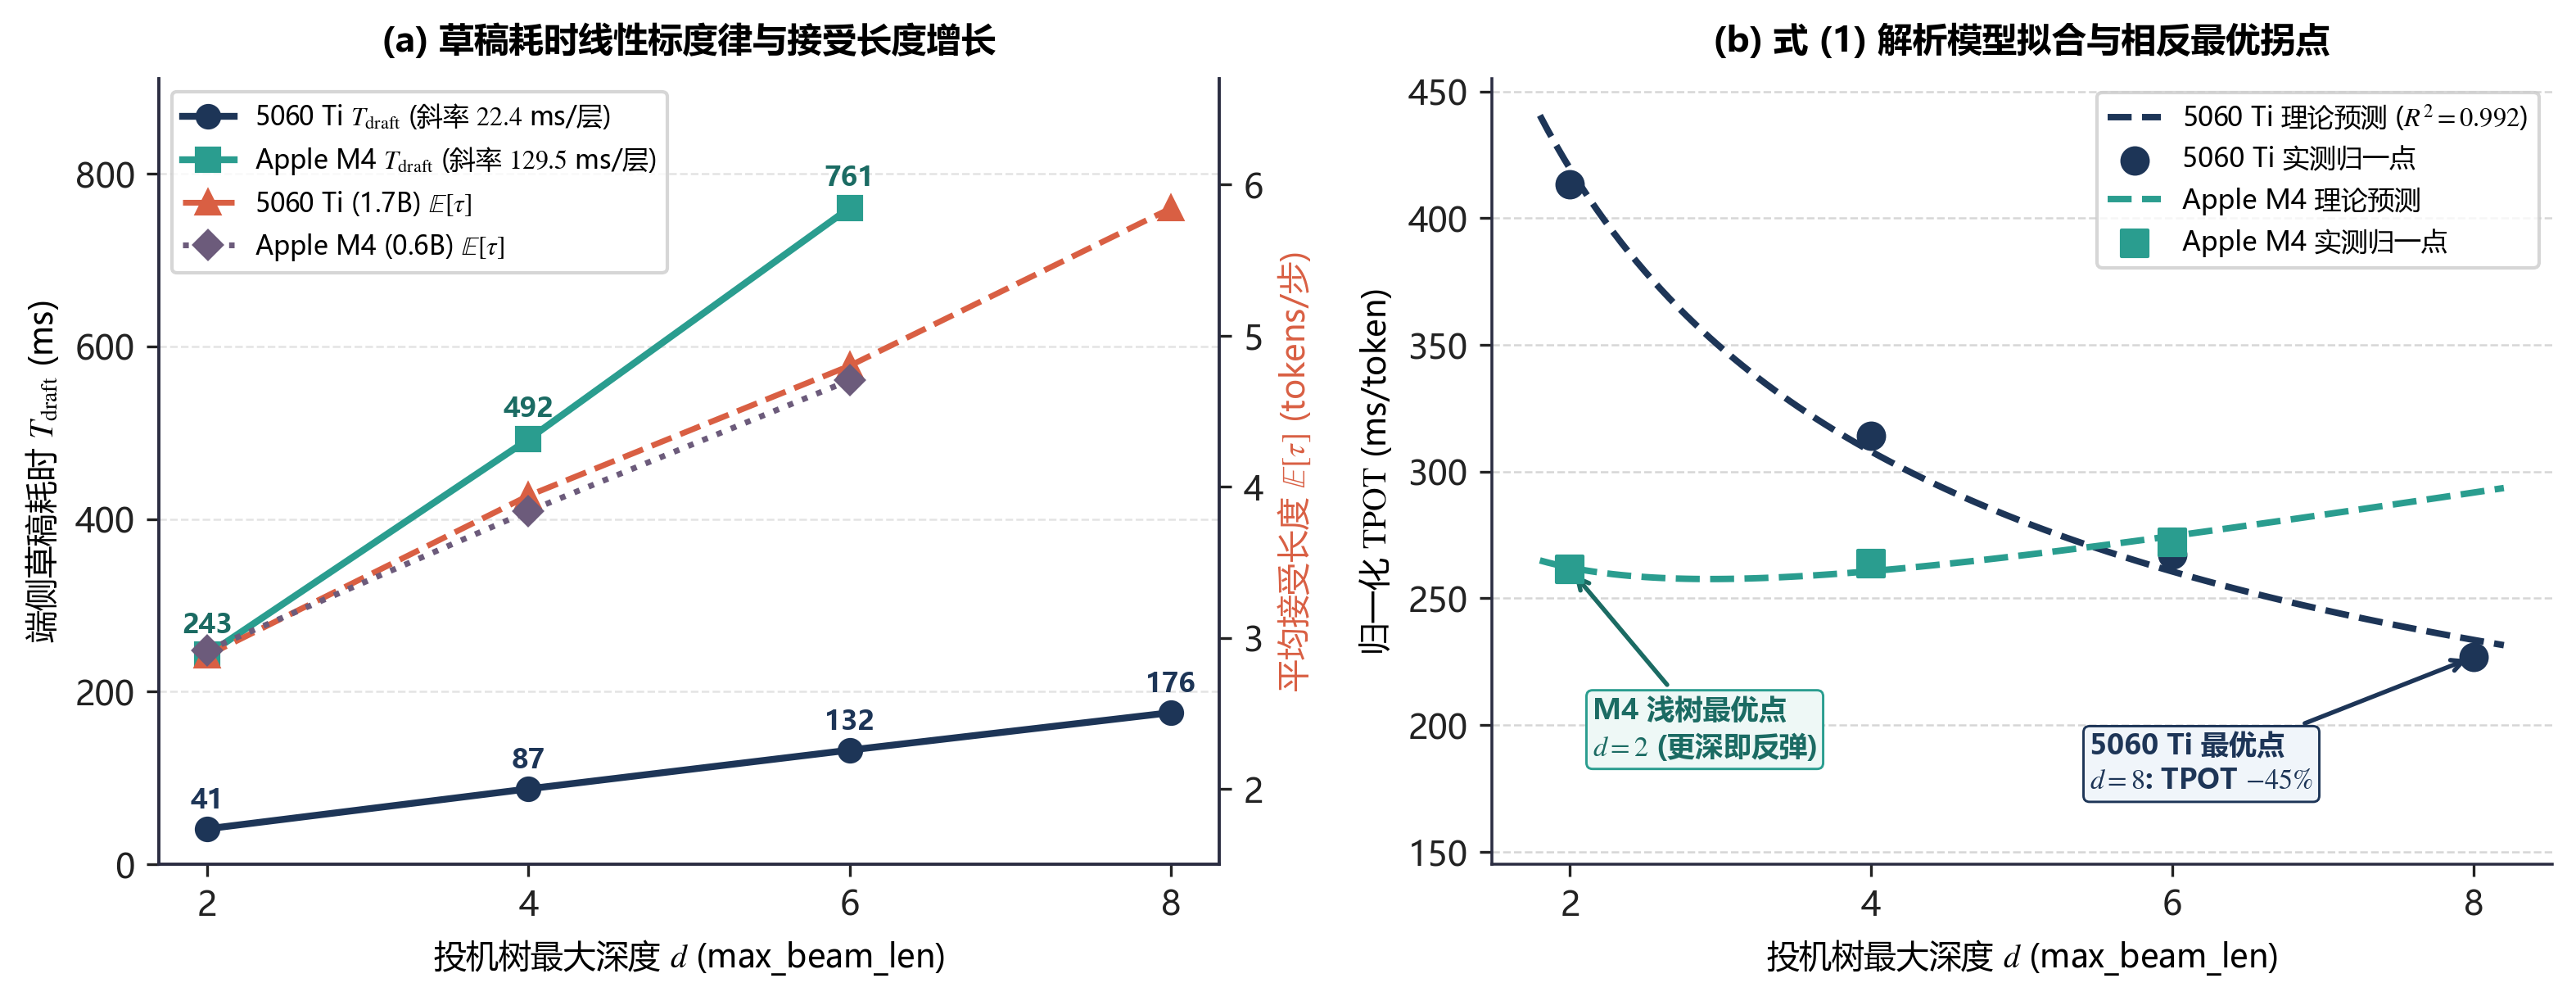 (a) 草稿耗时线性标度律与接受长度增长
5060 Ti T_draft (斜率 22.4 ms/层)
Apple M4 T_draft (斜率 129.5 ms/层)
5060 Ti (1.7B) 𝔼[τ]
Apple M4 (0.6B) 𝔼[τ]
端侧草稿耗时 T_draft (ms)
800
600
400
200
0
243
492
761
41
87
132
176
6
5
4
3
2
平均接受长度 𝔼[τ] (tokens/步)
2
4
6
8
投机树最大深度 d (max_beam_len)
(b) 式 (1) 解析模型拟合与相反最优拐点
5060 Ti 理论预测 (R² = 0.992)
5060 Ti 实测归一点
Apple M4 理论预测
Apple M4 实测归一点
归一化 TPOT (ms/token)
450
400
350
300
250
200
150
M4 浅树最优点
d = 2 (更深即反弹)
5060 Ti 最优点
d = 8: TPOT −45%
2
4
6
8
投机树最大深度 d (max_beam_len)